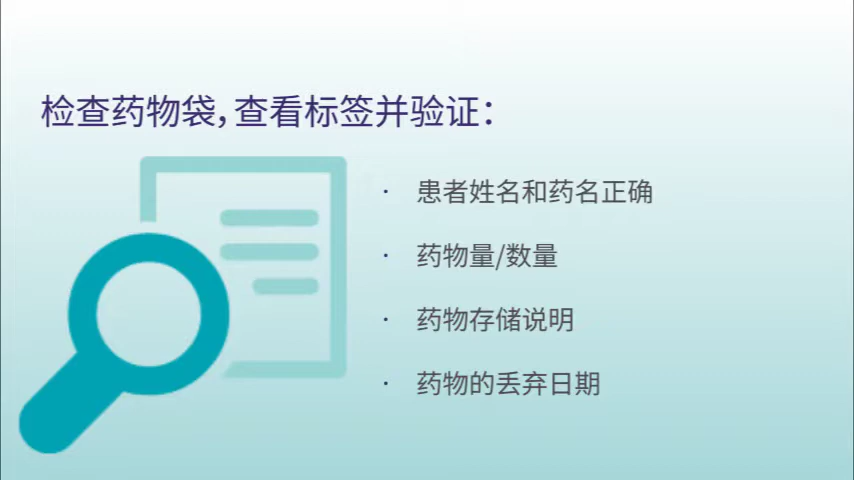 检查药物袋，查看标签并验证：
· 患者姓名和药名正确
· 药物量/数量
· 药物存储说明
· 药物的丢弃日期